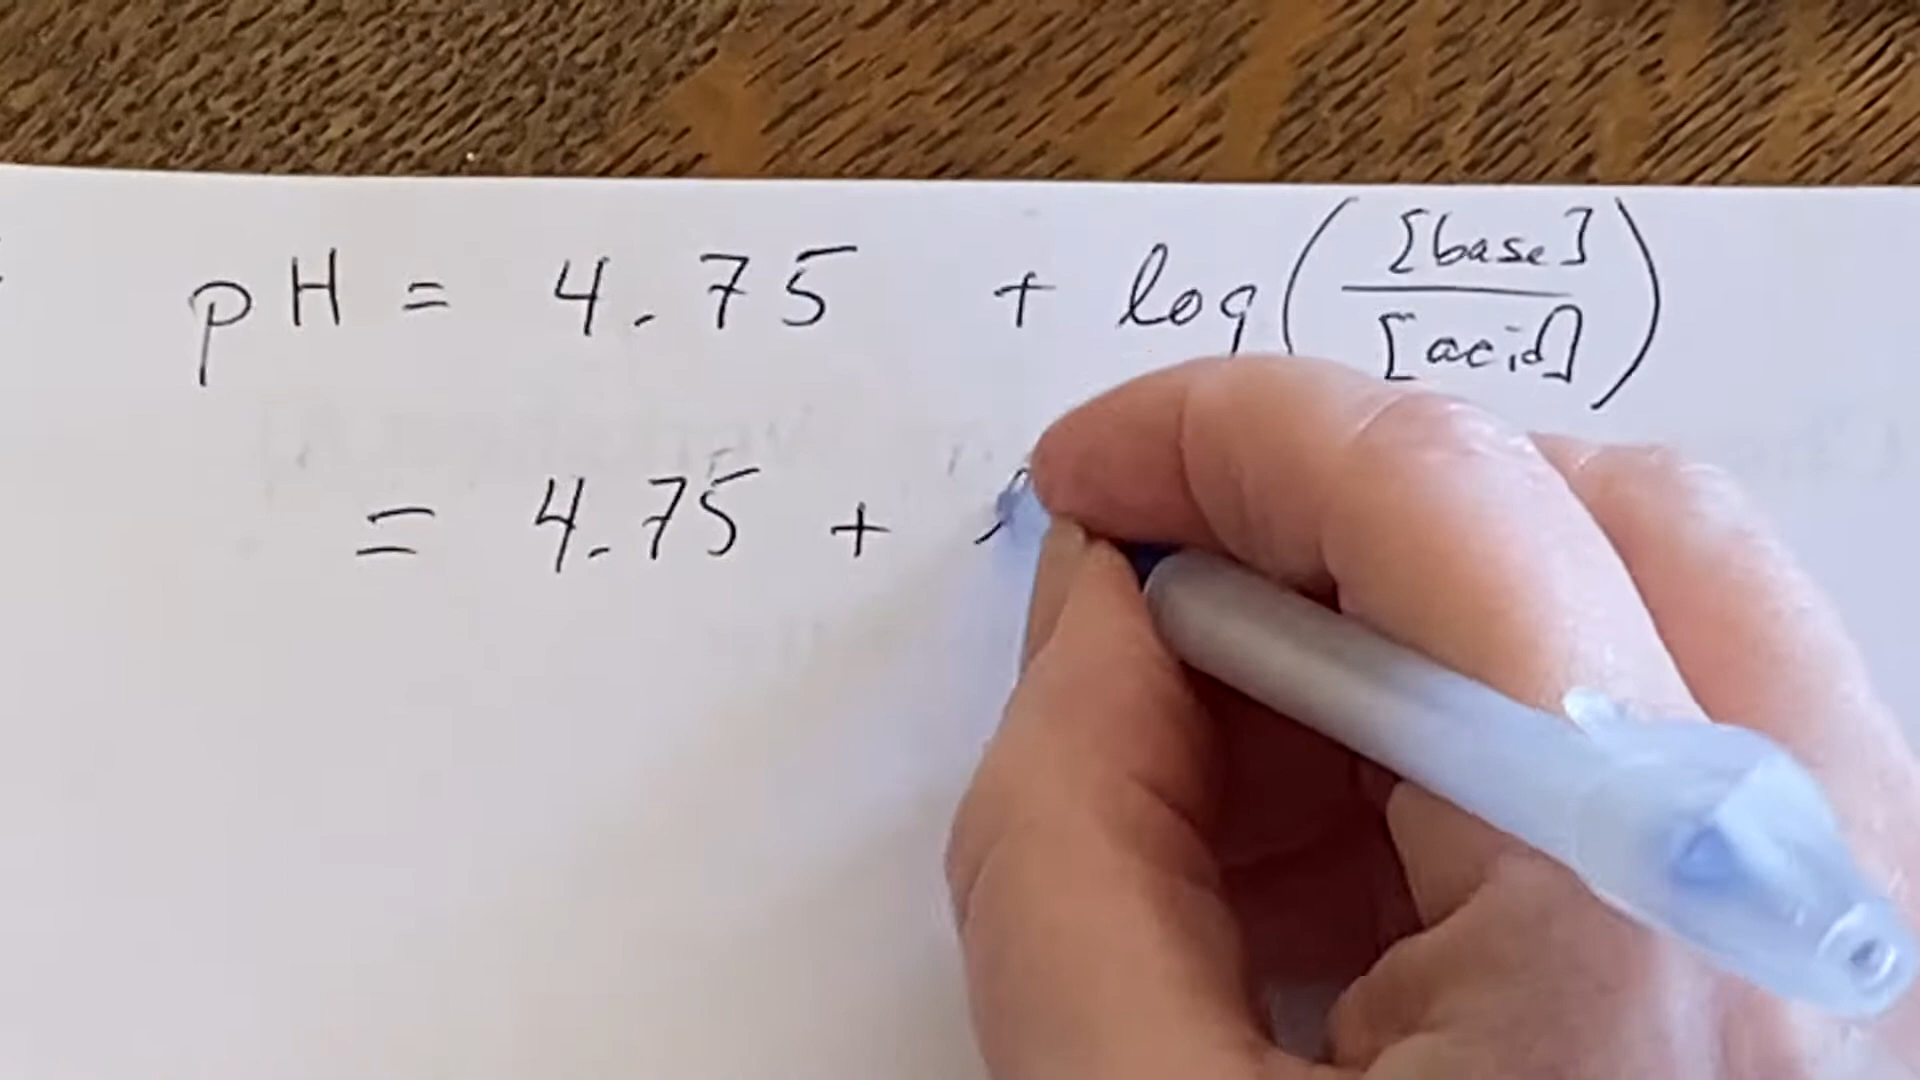 pH = 4.75 + log([base]/[acid])
= 4.75 +